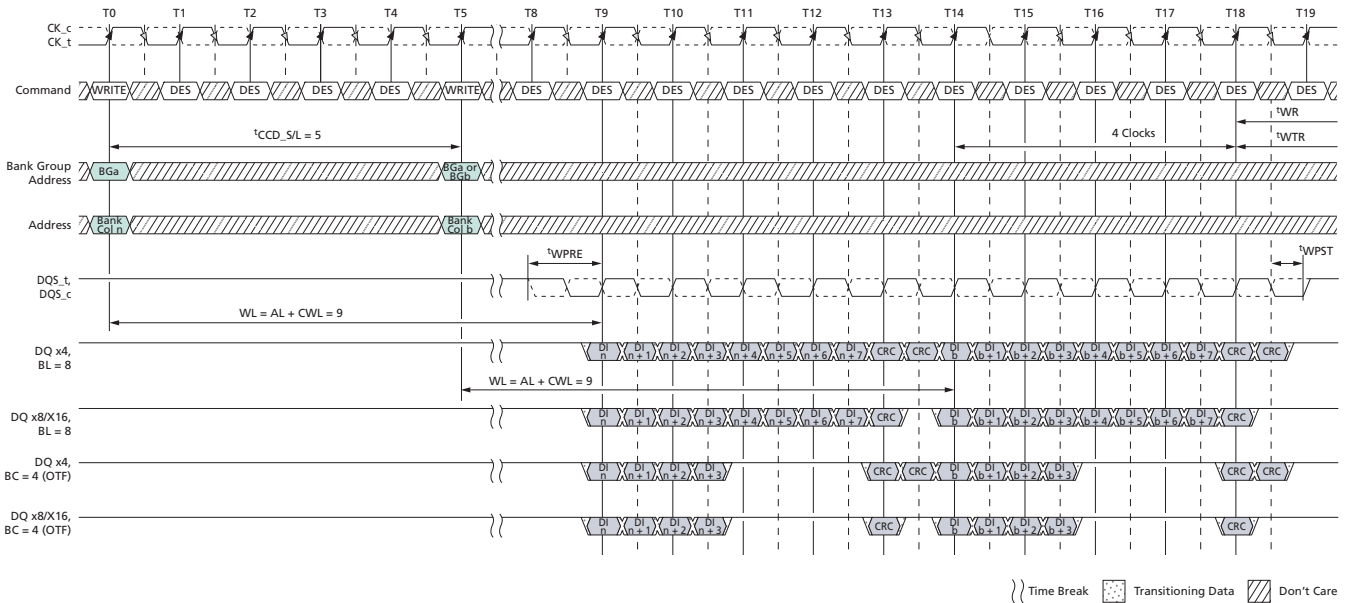 T0 T1 T2 T3 T4 T5 T8 T9 T10 T11 T12 T13 T14 T15 T16 T17 T18 T19
CK_c
CK_t
Command WRITE DES DES DES DES WRITE DES DES DES DES DES DES DES DES DES DES DES DES
tWR
tCCD_S/L = 5 4 Clocks tWTR
Bank Group
Address
BGa
BGa or
BGb
Address
Bank
Col n
Bank
Col b
tWPRE tWPST
DQS_t,
DQS_c
WL = AL + CWL = 9
DQ x4,
BL = 8
DI n DI n + 1 DI n + 2 DI n + 3 DI n + 4 DI n + 5 DI n + 6 DI n + 7 CRC CRC DI b DI b + 1 DI b + 2 DI b + 3 DI b + 4 DI b + 5 DI b + 6 DI b + 7 CRC CRC
WL = AL + CWL = 9
DQ x8/X16,
BL = 8
DI n DI n + 1 DI n + 2 DI n + 3 DI n + 4 DI n + 5 DI n + 6 DI n + 7 CRC DI b DI b + 1 DI b + 2 DI b + 3 DI b + 4 DI b + 5 DI b + 6 DI b + 7 CRC
DQ x4,
BC = 4 (OTF)
DI n DI n + 1 DI n + 2 DI n + 3 CRC CRC DI b DI b + 1 DI b + 2 DI b + 3 CRC CRC
DQ x8/X16,
BC = 4 (OTF)
DI n DI n + 1 DI n + 2 DI n + 3 CRC DI b DI b + 1 DI b + 2 DI b + 3 CRC
Time Break Transitioning Data Don't Care